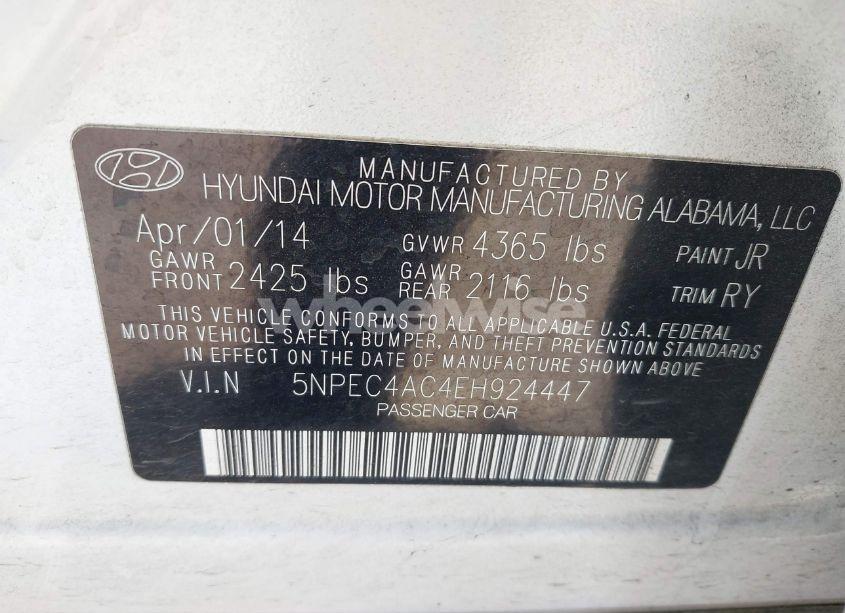 MANUFACTURED BY
HYUNDAI MOTOR MANUFACTURING ALABAMA, LLC
Apr/01/14 GVWR 4365 lbs PAINT JR
GAWR FRONT 2425 lbs GAWR REAR 2116 lbs TRIM RY
THIS VEHICLE CONFORMS TO ALL APPLICABLE U.S.A. FEDERAL
MOTOR VEHICLE SAFETY, BUMPER, AND THEFT PREVENTION STANDARDS
IN EFFECT ON THE DATE OF MANUFACTURE SHOWN ABOVE
V.I.N 5NPEC4AC4EH924447
PASSENGER CAR
wheelwise